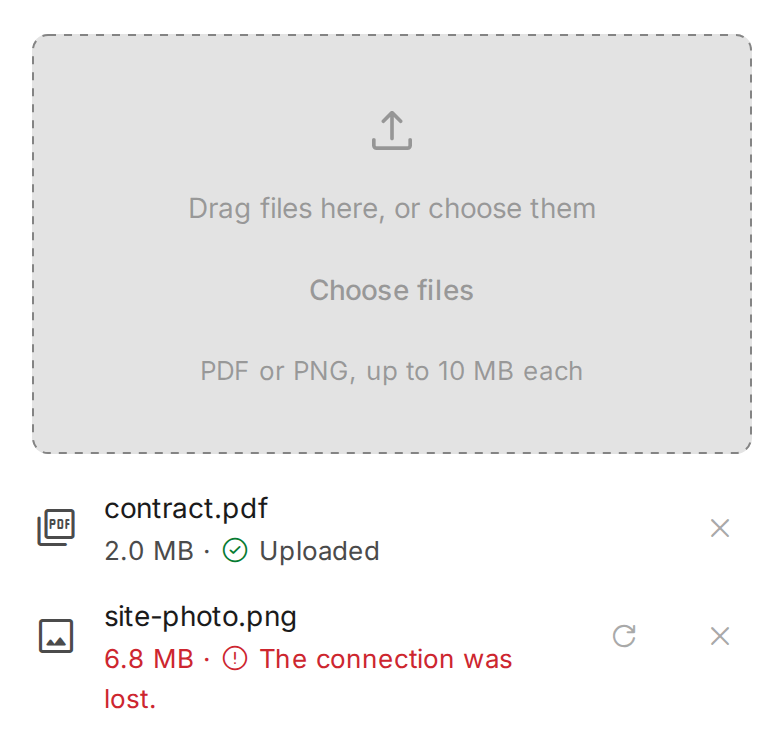 Drag files here, or choose them
Choose files
PDF or PNG, up to 10 MB each
PDF
contract.pdf
2.0 MB · Uploaded
site-photo.png
6.8 MB · The connection was
lost.